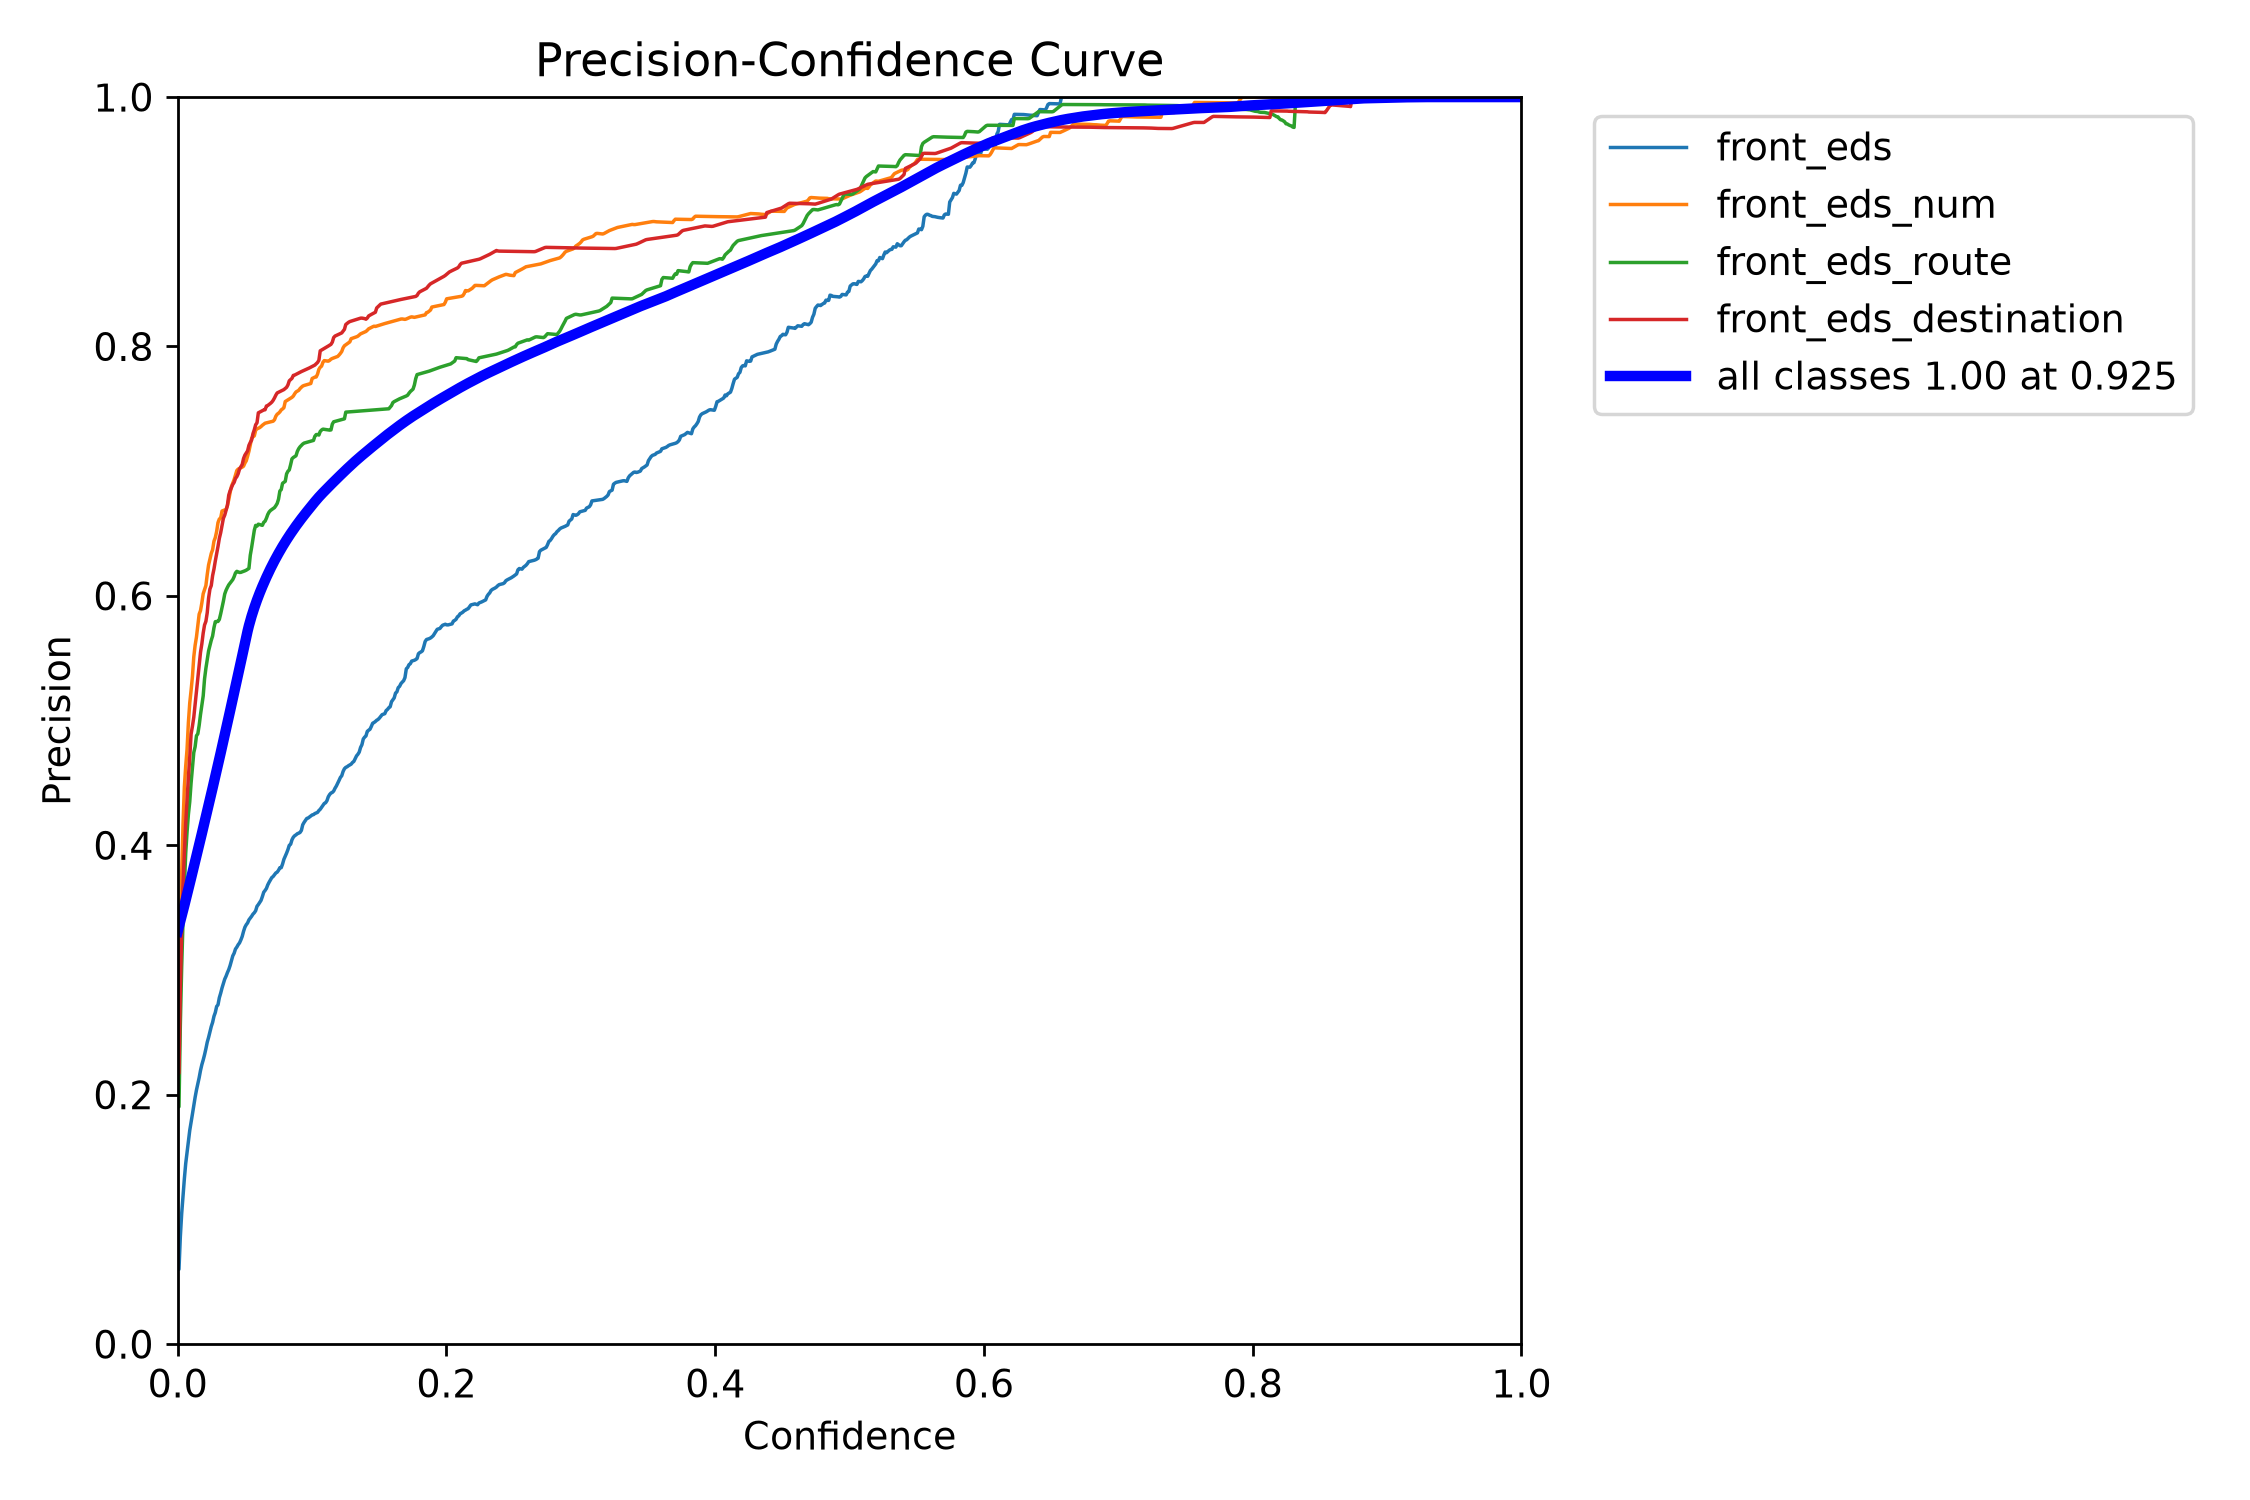 Precision-Confidence Curve
1.0
0.8
0.6
0.4
0.2
0.0
Precision
0.0 0.2 0.4 0.6 0.8 1.0
Confidence
front_eds
front_eds_num
front_eds_route
front_eds_destination
all classes 1.00 at 0.925